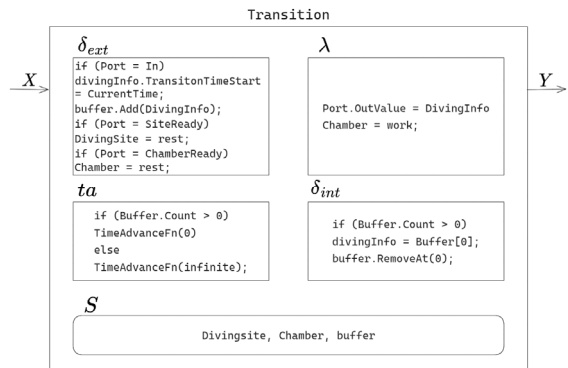 Transition
δext
λ
X
Y
if (Port = In)
divingInfo.TransitonTimeStart
= CurrentTime;
buffer.Add(DivingInfo);
if (Port = SiteReady)
DivingSite = rest;
if (Port = ChamberReady)
Chamber = rest;
Port.OutValue = DivingInfo
Chamber = work;
ta
δint
if (Buffer.Count > 0)
TimeAdvanceFn(0)
else
TimeAdvanceFn(infinite);
if (Buffer.Count > 0)
divingInfo = Buffer[0];
buffer.RemoveAt(0);
S
Divingsite, Chamber, buffer